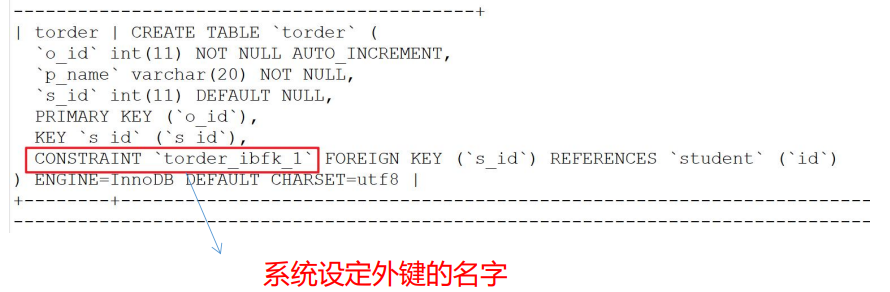 ----------------------------------------------+
| torder | CREATE TABLE `torder` (
`o_id` int(11) NOT NULL AUTO_INCREMENT,
`p_name` varchar(20) NOT NULL,
`s_id` int(11) DEFAULT NULL,
PRIMARY KEY (`o_id`),
KEY `s_id` (`s_id`),
CONSTRAINT `torder_ibfk_1` FOREIGN KEY (`s_id`) REFERENCES `student` (`id`)
) ENGINE=InnoDB DEFAULT CHARSET=utf8 |
+--------+---------------------------------------------------------------------------
--------------------------------------------------------------------------------------
系统设定外键的名字